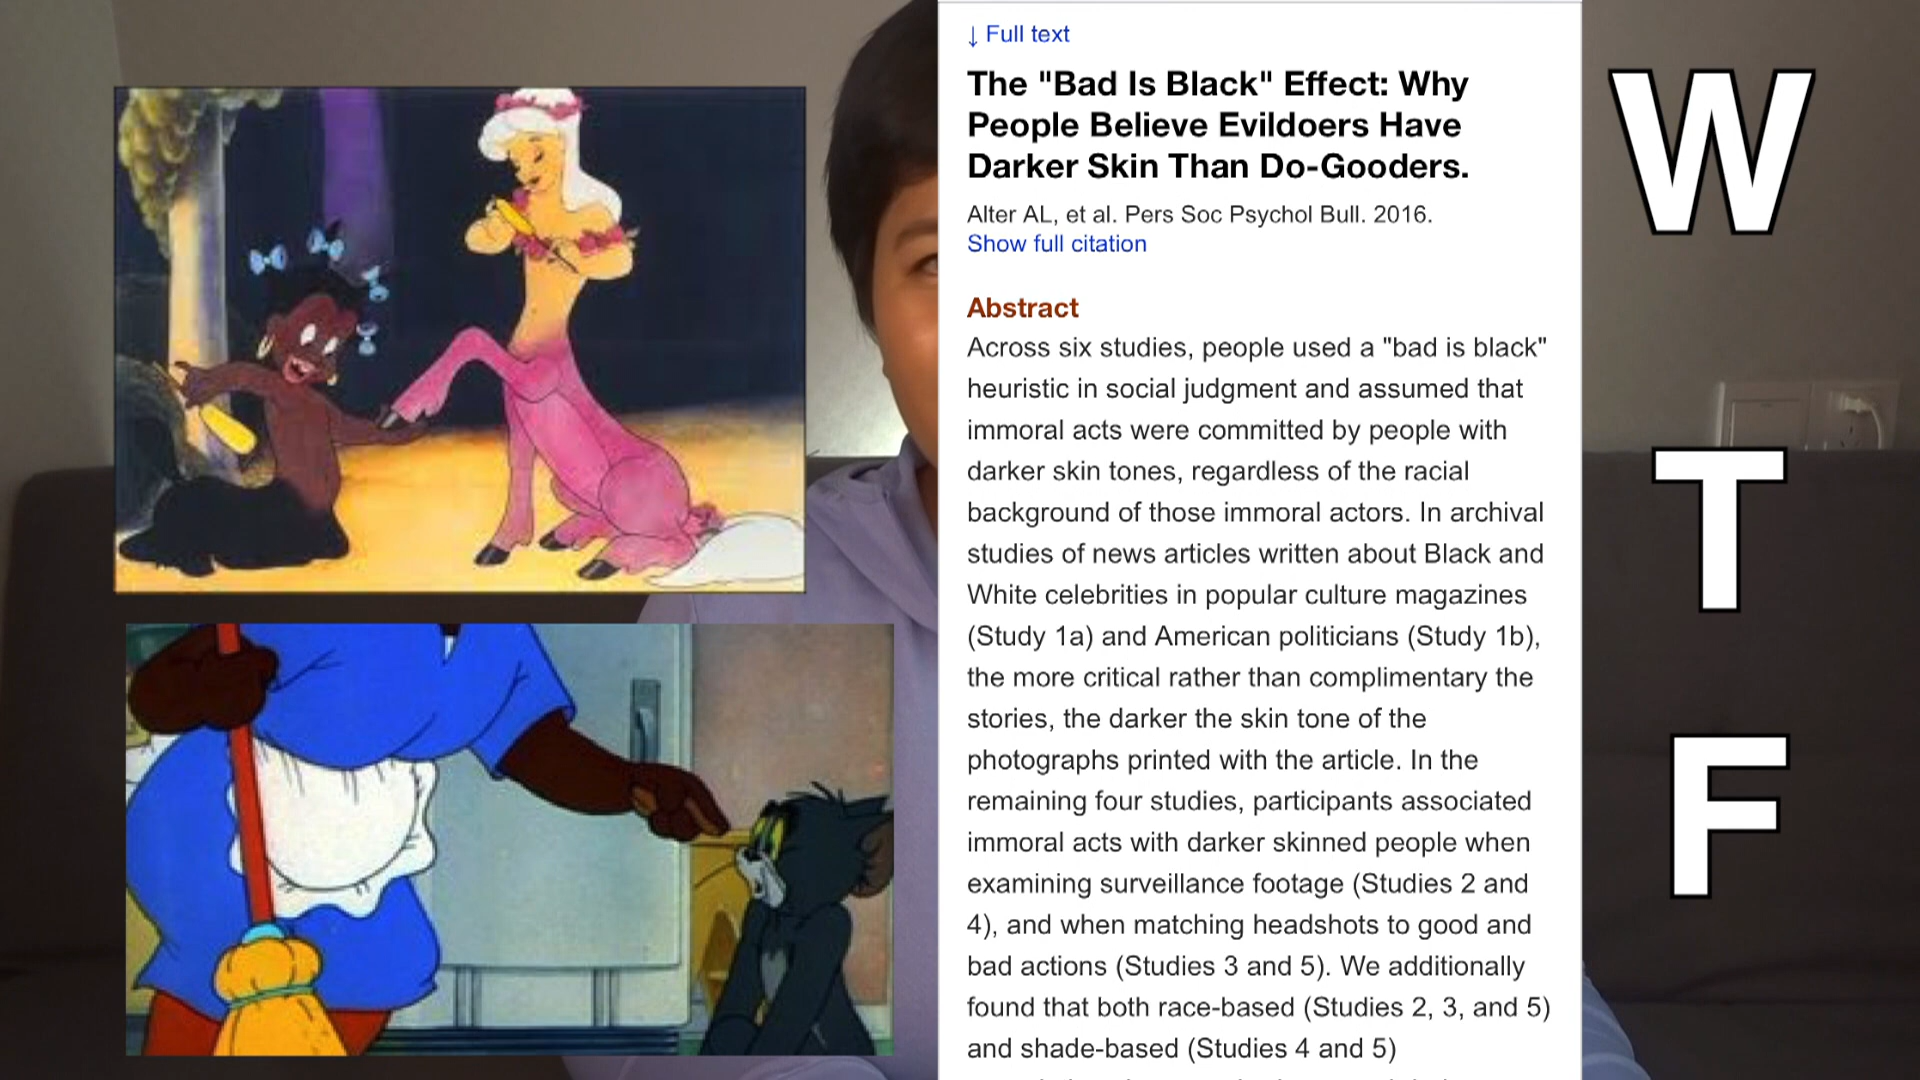 ↓ Full text
The "Bad Is Black" Effect: Why
People Believe Evildoers Have
Darker Skin Than Do-Gooders.
Alter AL, et al. Pers Soc Psychol Bull. 2016.
Show full citation
Abstract
Across six studies, people used a "bad is black"
heuristic in social judgment and assumed that
immoral acts were committed by people with
darker skin tones, regardless of the racial
background of those immoral actors. In archival
studies of news articles written about Black and
White celebrities in popular culture magazines
(Study 1a) and American politicians (Study 1b),
the more critical rather than complimentary the
stories, the darker the skin tone of the
photographs printed with the article. In the
remaining four studies, participants associated
immoral acts with darker skinned people when
examining surveillance footage (Studies 2 and
4), and when matching headshots to good and
bad actions (Studies 3 and 5). We additionally
found that both race-based (Studies 2, 3, and 5)
and shade-based (Studies 4 and 5)
W
T
F